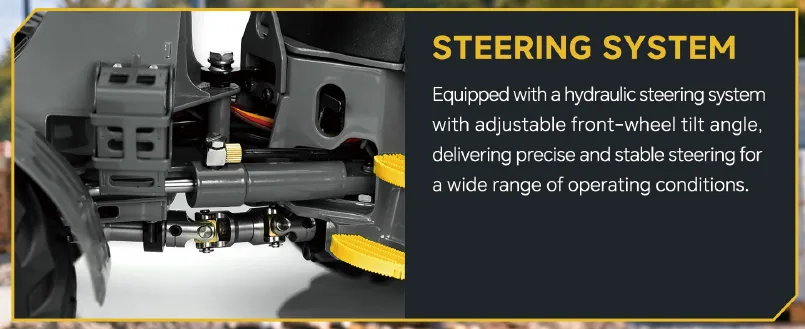 STEERING SYSTEM
Equipped with a hydraulic steering system
with adjustable front-wheel tilt angle,
delivering precise and stable steering for
a wide range of operating conditions.